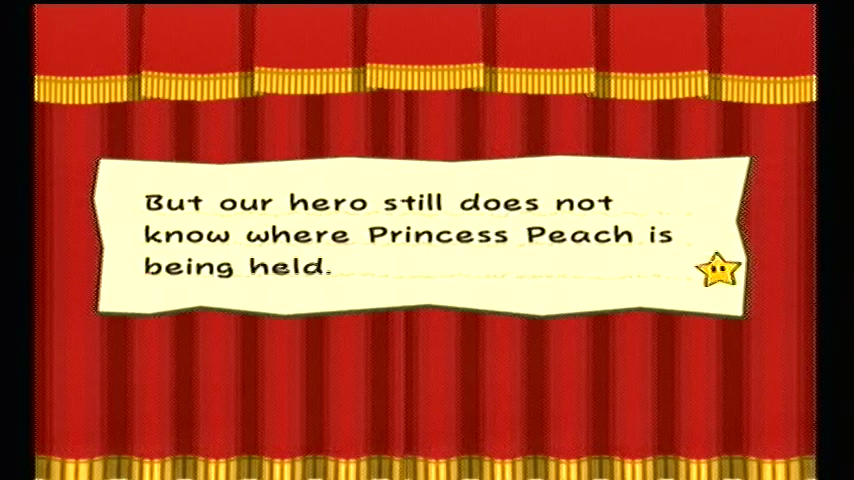 But our hero still does not
know where Princess Peach is
being held.